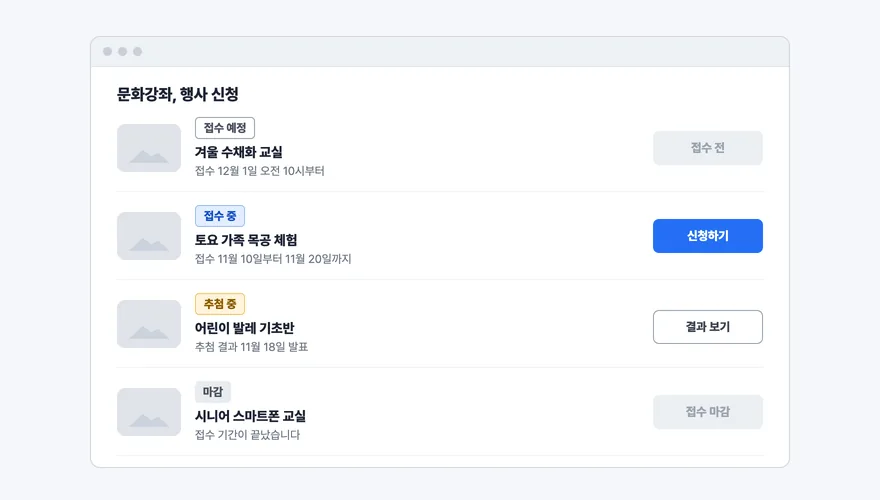 문화강좌, 행사 신청
접수 예정
겨울 수채화 교실
접수 12월 1일 오전 10시부터
접수 전
접수 중
토요 가족 목공 체험
접수 11월 10일부터 11월 20일까지
신청하기
추첨 중
어린이 발레 기초반
추첨 결과 11월 18일 발표
결과 보기
마감
시니어 스마트폰 교실
접수 기간이 끝났습니다
접수 마감